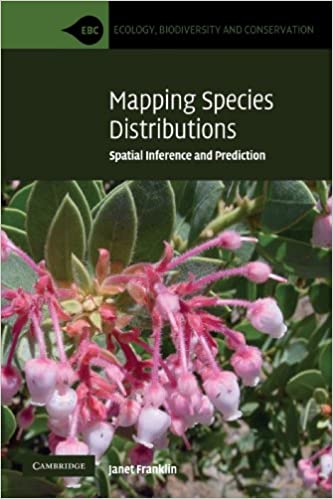 EBC
ECOLOGY, BIODIVERSITY AND CONSERVATION
Mapping Species
Distributions
Spatial Inference and Prediction
CAMBRIDGE
Janet Franklin